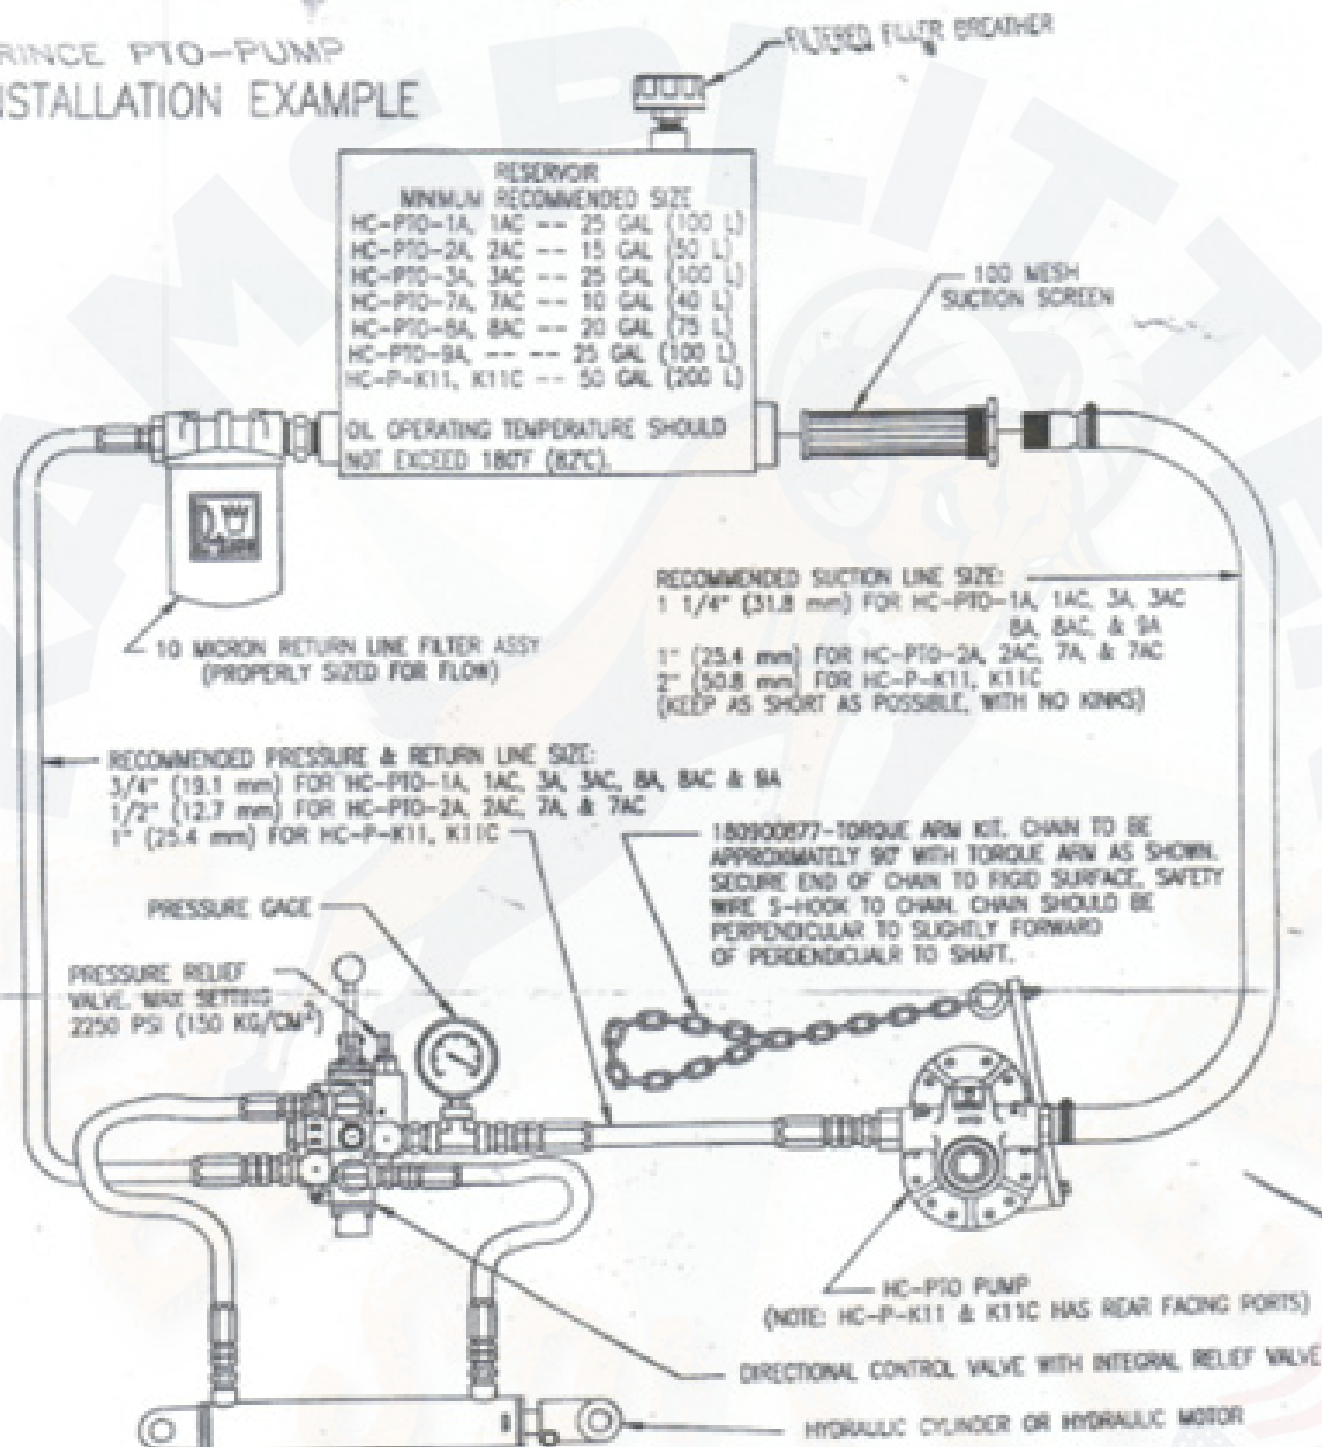 RINCE PTO-PUMP
NSTALLATION EXAMPLE
FILTERED FILLER BREATHER
RESERVOIR
MINIMUM RECOMMENDED SIZE
HC-PTO-1A, 1AC -- 25 GAL (100 L)
HC-PTO-2A, 2AC -- 15 GAL (50 L)
HC-PTO-3A, 3AC -- 25 GAL (100 L)
HC-PTO-7A, 7AC -- 10 GAL (40 L)
HC-PTO-8A, 8AC -- 20 GAL (75 L)
HC-PTO-9A, -- -- 25 GAL (100 L)
HC-P-K11, K11C -- 50 GAL (200 L)
OIL OPERATING TEMPERATURE SHOULD
NOT EXCEED 180°F (82°C).
100 MESH
SUCTION SCREEN
RECOMMENDED SUCTION LINE SIZE:
1 1/4" (31.8 mm) FOR HC-PTO-1A, 1AC, 3A, 3AC
8A, 8AC, & 9A
1" (25.4 mm) FOR HC-PTO-2A, 2AC, 7A, & 7AC
2" (50.8 mm) FOR HC-P-K11, K11C
(KEEP AS SHORT AS POSSIBLE, WITH NO KINKS)
10 MICRON RETURN LINE FILTER ASSY
(PROPERLY SIZED FOR FLOW)
RECOMMENDED PRESSURE & RETURN LINE SIZE:
3/4" (19.1 mm) FOR HC-PTO-1A, 1AC, 3A, 3AC, 8A, 8AC & 9A
1/2" (12.7 mm) FOR HC-PTO-2A, 2AC, 7A, & 7AC
1" (25.4 mm) FOR HC-P-K11, K11C
180900877-TORQUE ARM KIT. CHAIN TO BE
APPROXIMATELY 90° WITH TORQUE ARM AS SHOWN.
SECURE END OF CHAIN TO RIGID SURFACE, SAFETY
WIRE S-HOOK TO CHAIN. CHAIN SHOULD BE
PERPENDICULAR TO SLIGHTLY FORWARD
OF PERDENDICUALR TO SHAFT.
PRESSURE GAGE
PRESSURE RELIEF
VALVE. MAX SETTING
2250 PSI (150 KG/CM²)
HC-PTO PUMP
(NOTE: HC-P-K11 & K11C HAS REAR FACING PORTS)
DIRECTIONAL CONTROL VALVE WITH INTEGRAL RELIEF VALVE
HYDRAULIC CYLINDER OR HYDRAULIC MOTOR